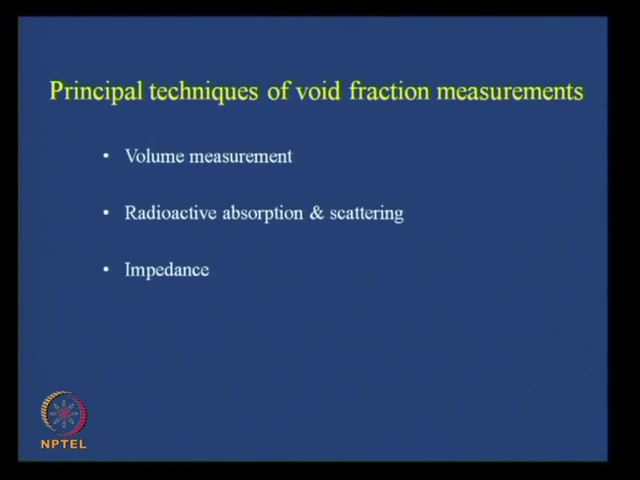 Principal techniques of void fraction measurements
• Volume measurement
• Radioactive absorption & scattering
• Impedance
NPTEL